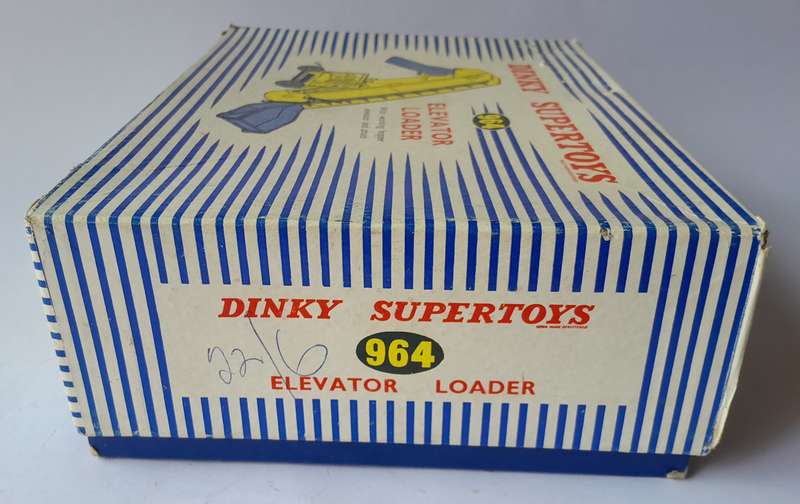 DINKY SUPERTOYS
964
ELEVATOR
LOADER
DINKY SUPERTOYS
22/6
964
ELEVATOR LOADER